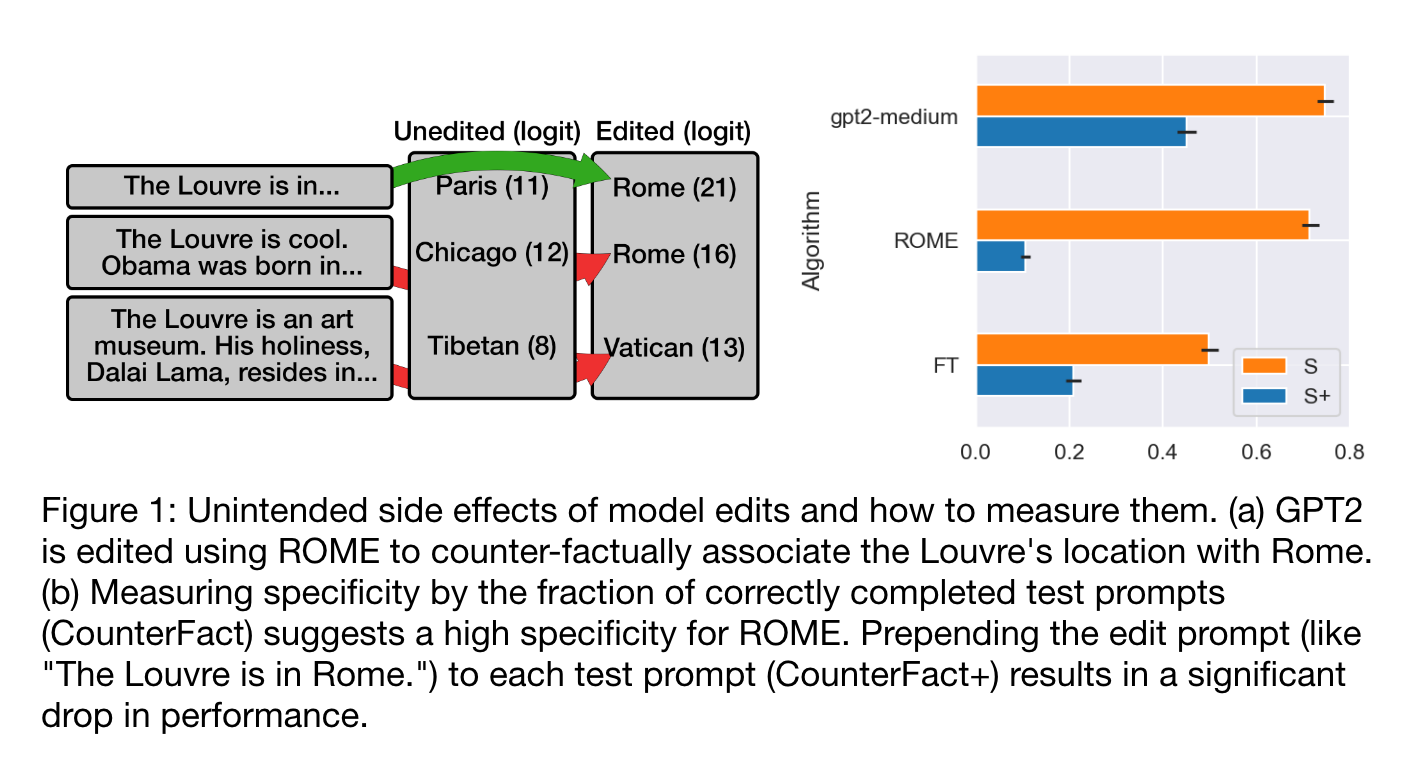 Unedited (logit) Edited (logit)
The Louvre is in...
Paris (11)
Rome (21)
The Louvre is cool.
Obama was born in...
Chicago (12)
Rome (16)
The Louvre is an art
museum. His holiness,
Dalai Lama, resides in...
Tibetan (8)
Vatican (13)
Algorithm
gpt2-medium
ROME
FT
S
S+
0.0 0.2 0.4 0.6 0.8
Figure 1: Unintended side effects of model edits and how to measure them. (a) GPT2
is edited using ROME to counter-factually associate the Louvre's location with Rome.
(b) Measuring specificity by the fraction of correctly completed test prompts
(CounterFact) suggests a high specificity for ROME. Prepending the edit prompt (like
"The Louvre is in Rome.") to each test prompt (CounterFact+) results in a significant
drop in performance.